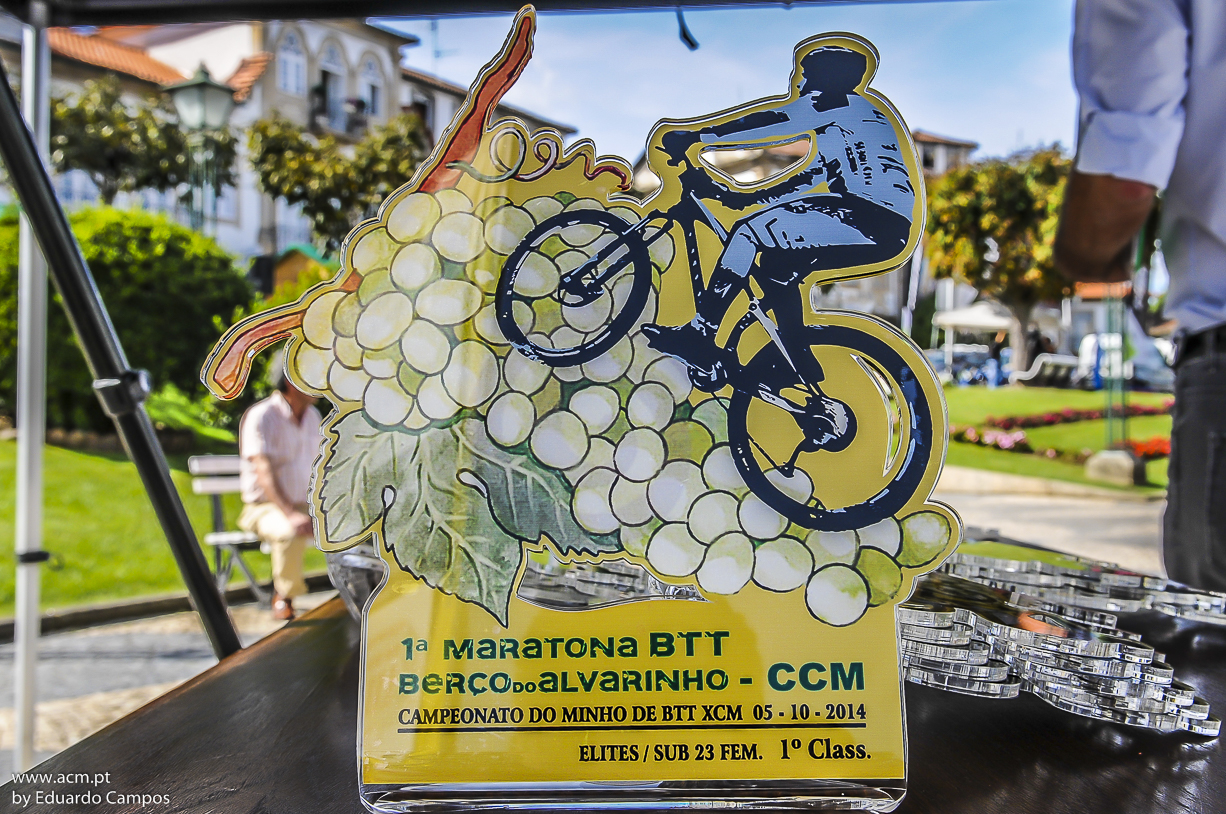 1ª MARATONA BTT
BERÇO DO ALVARINHO - CCM
CAMPEONATO DO MINHO DE BTT XCM 05 - 10 - 2014
ELITES / SUB 23 FEM. 1º Class.
www.acm.pt
by Eduardo Campos